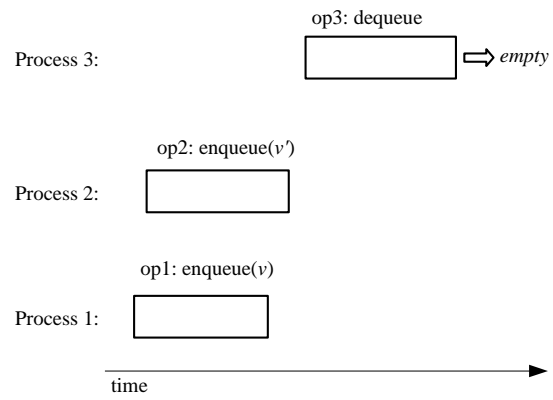 op3: dequeue
Process 3:
empty
op2: enqueue(v')
Process 2:
op1: enqueue(v)
Process 1:
time